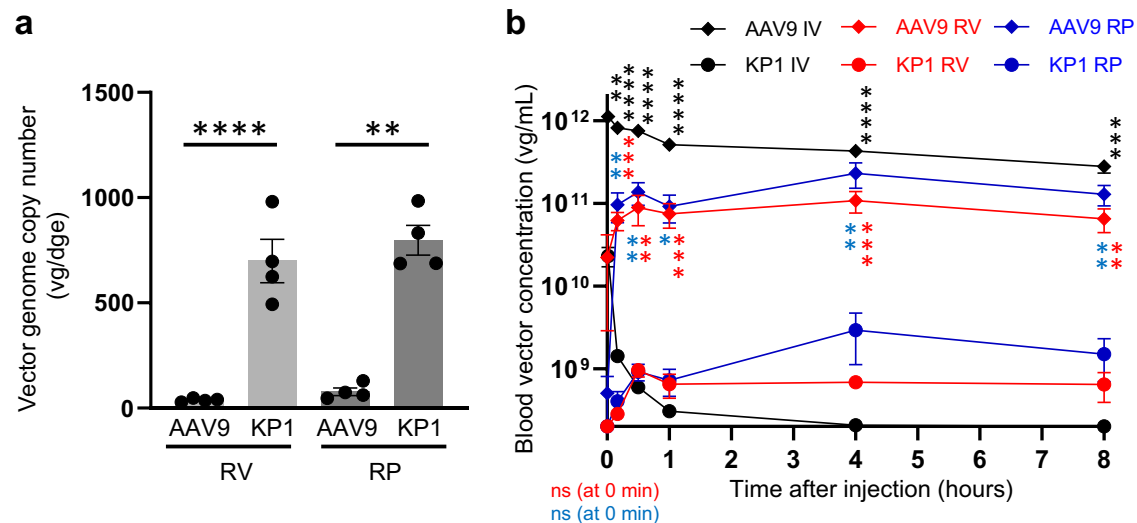 a
Vector genome copy number
(vg/dge)
1500
1000
500
0
****
**
AAV9 KP1 AAV9 KP1
RV RP
b
AAV9 IV AAV9 RV AAV9 RP
KP1 IV KP1 RV KP1 RP
Blood vector concentration (vg/mL)
10¹²
10¹¹
10¹⁰
10⁹
** **** **** **** **** ***
** ***
** ** * *** ** *** ** **
0 1 2 3 4 5 6 7 8
Time after injection (hours)
ns (at 0 min)
ns (at 0 min)